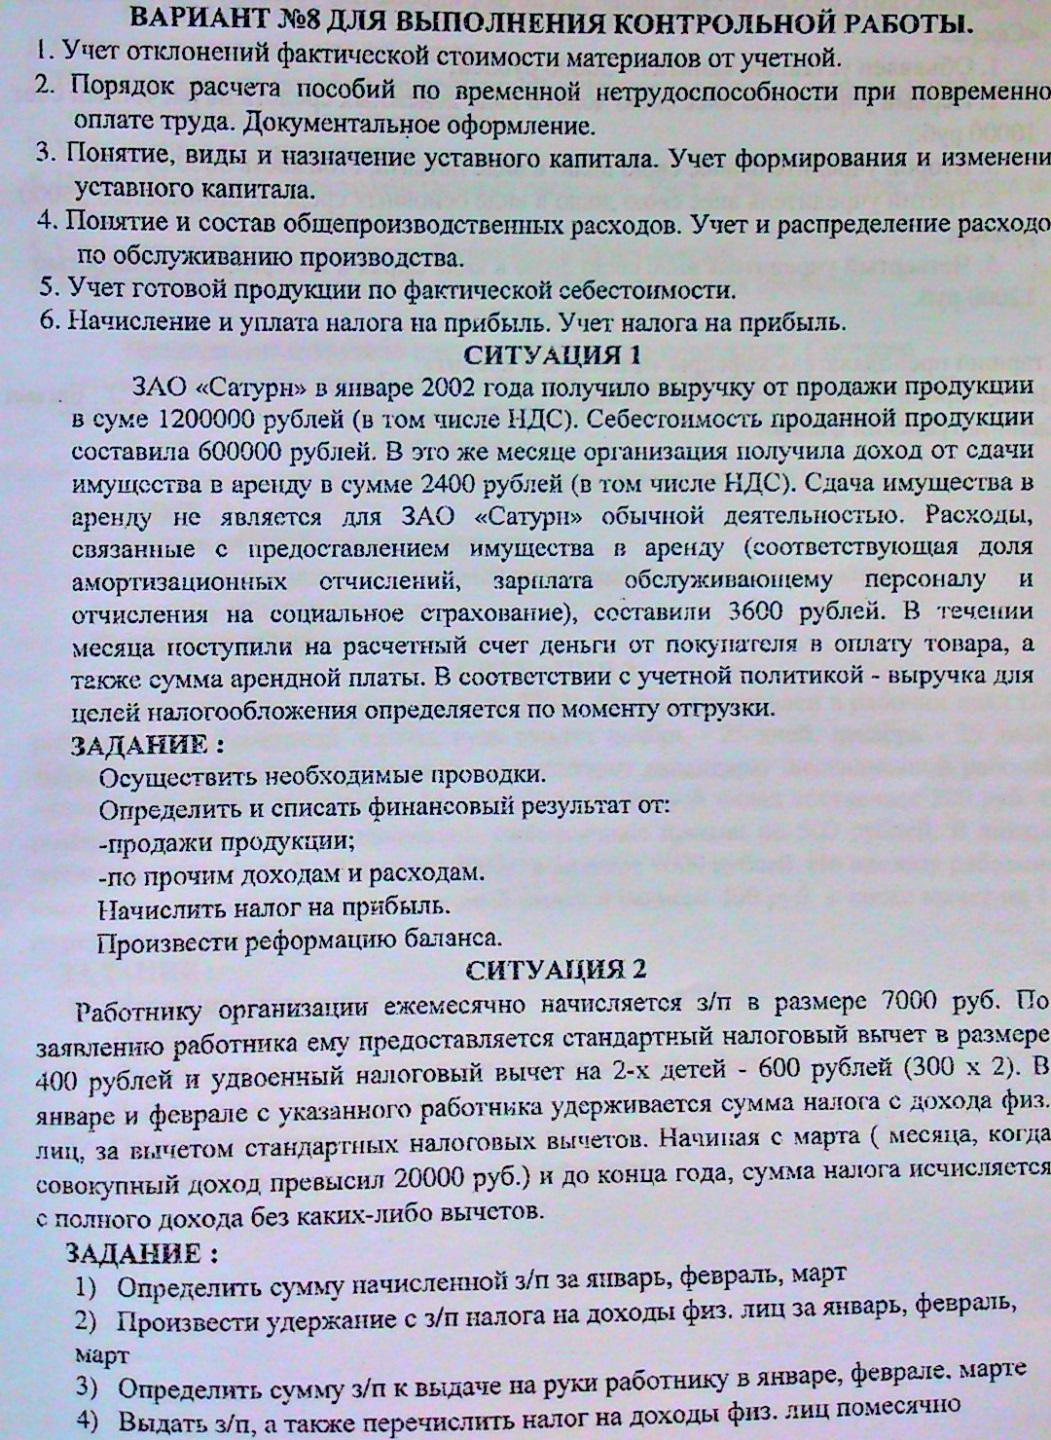 ВАРИАНТ №8 ДЛЯ ВЫПОЛНЕНИЯ КОНТРОЛЬНОЙ РАБОТЫ.
1. Учет отклонений фактической стоимости материалов от учетной.
2. Порядок расчета пособий по временной нетрудоспособности при повременно
оплате труда. Документальное оформление.
3. Понятие, виды и назначение уставного капитала. Учет формирования и изменени
уставного капитала.
4. Понятие и состав общепроизводственных расходов. Учет и распределение расходо
по обслуживанию производства.
5. Учет готовой продукции по фактической себестоимости.
6. Начисление и уплата налога на прибыль. Учет налога на прибыль.
СИТУАЦИЯ 1
ЗАО «Сатурн» в январе 2002 года получило выручку от продажи продукции
в суме 1200000 рублей (в том числе НДС). Себестоимость проданной продукции
составила 600000 рублей. В это же месяце организация получила доход от сдачи
имущества в аренду в сумме 2400 рублей (в том числе НДС). Сдача имущества в
аренду не является для ЗАО «Сатурн» обычной деятельностью. Расходы,
связанные с предоставлением имущества в аренду (соответствующая доля
амортизационных отчислений, зарплата обслуживающему персоналу и
отчисления на социальное страхование), составили 3600 рублей. В течении
месяца поступили на расчетный счет деньги от покупателя в оплату товара, а
также сумма арендной платы. В соответствии с учетной политикой - выручка для
целей налогообложения определяется по моменту отгрузки.
ЗАДАНИЕ :
Осуществить необходимые проводки.
Определить и списать финансовый результат от:
-продажи продукции;
-по прочим доходам и расходам.
Начислить налог на прибыль.
Произвести реформацию баланса.
СИТУАЦИЯ 2
Работнику организации ежемесячно начисляется з/п в размере 7000 руб. По
заявлению работника ему предоставляется стандартный налоговый вычет в размере
400 рублей и удвоенный налоговый вычет на 2-х детей - 600 рублей (300 х 2). В
январе и феврале с указанного работника удерживается сумма налога с дохода физ.
лиц, за вычетом стандартных налоговых вычетов. Начиная с марта ( месяца, когда
совокупный доход превысил 20000 руб.) и до конца года, сумма налога исчисляется
с полного дохода без каких-либо вычетов.
ЗАДАНИЕ :
1) Определить сумму начисленной з/п за январь, февраль, март
2) Произвести удержание с з/п налога на доходы физ. лиц за январь, февраль,
март
3) Определить сумму з/п к выдаче на руки работнику в январе, феврале. марте
4) Выдать з/п, а также перечислить налог на доходы физ. лиц помесячно